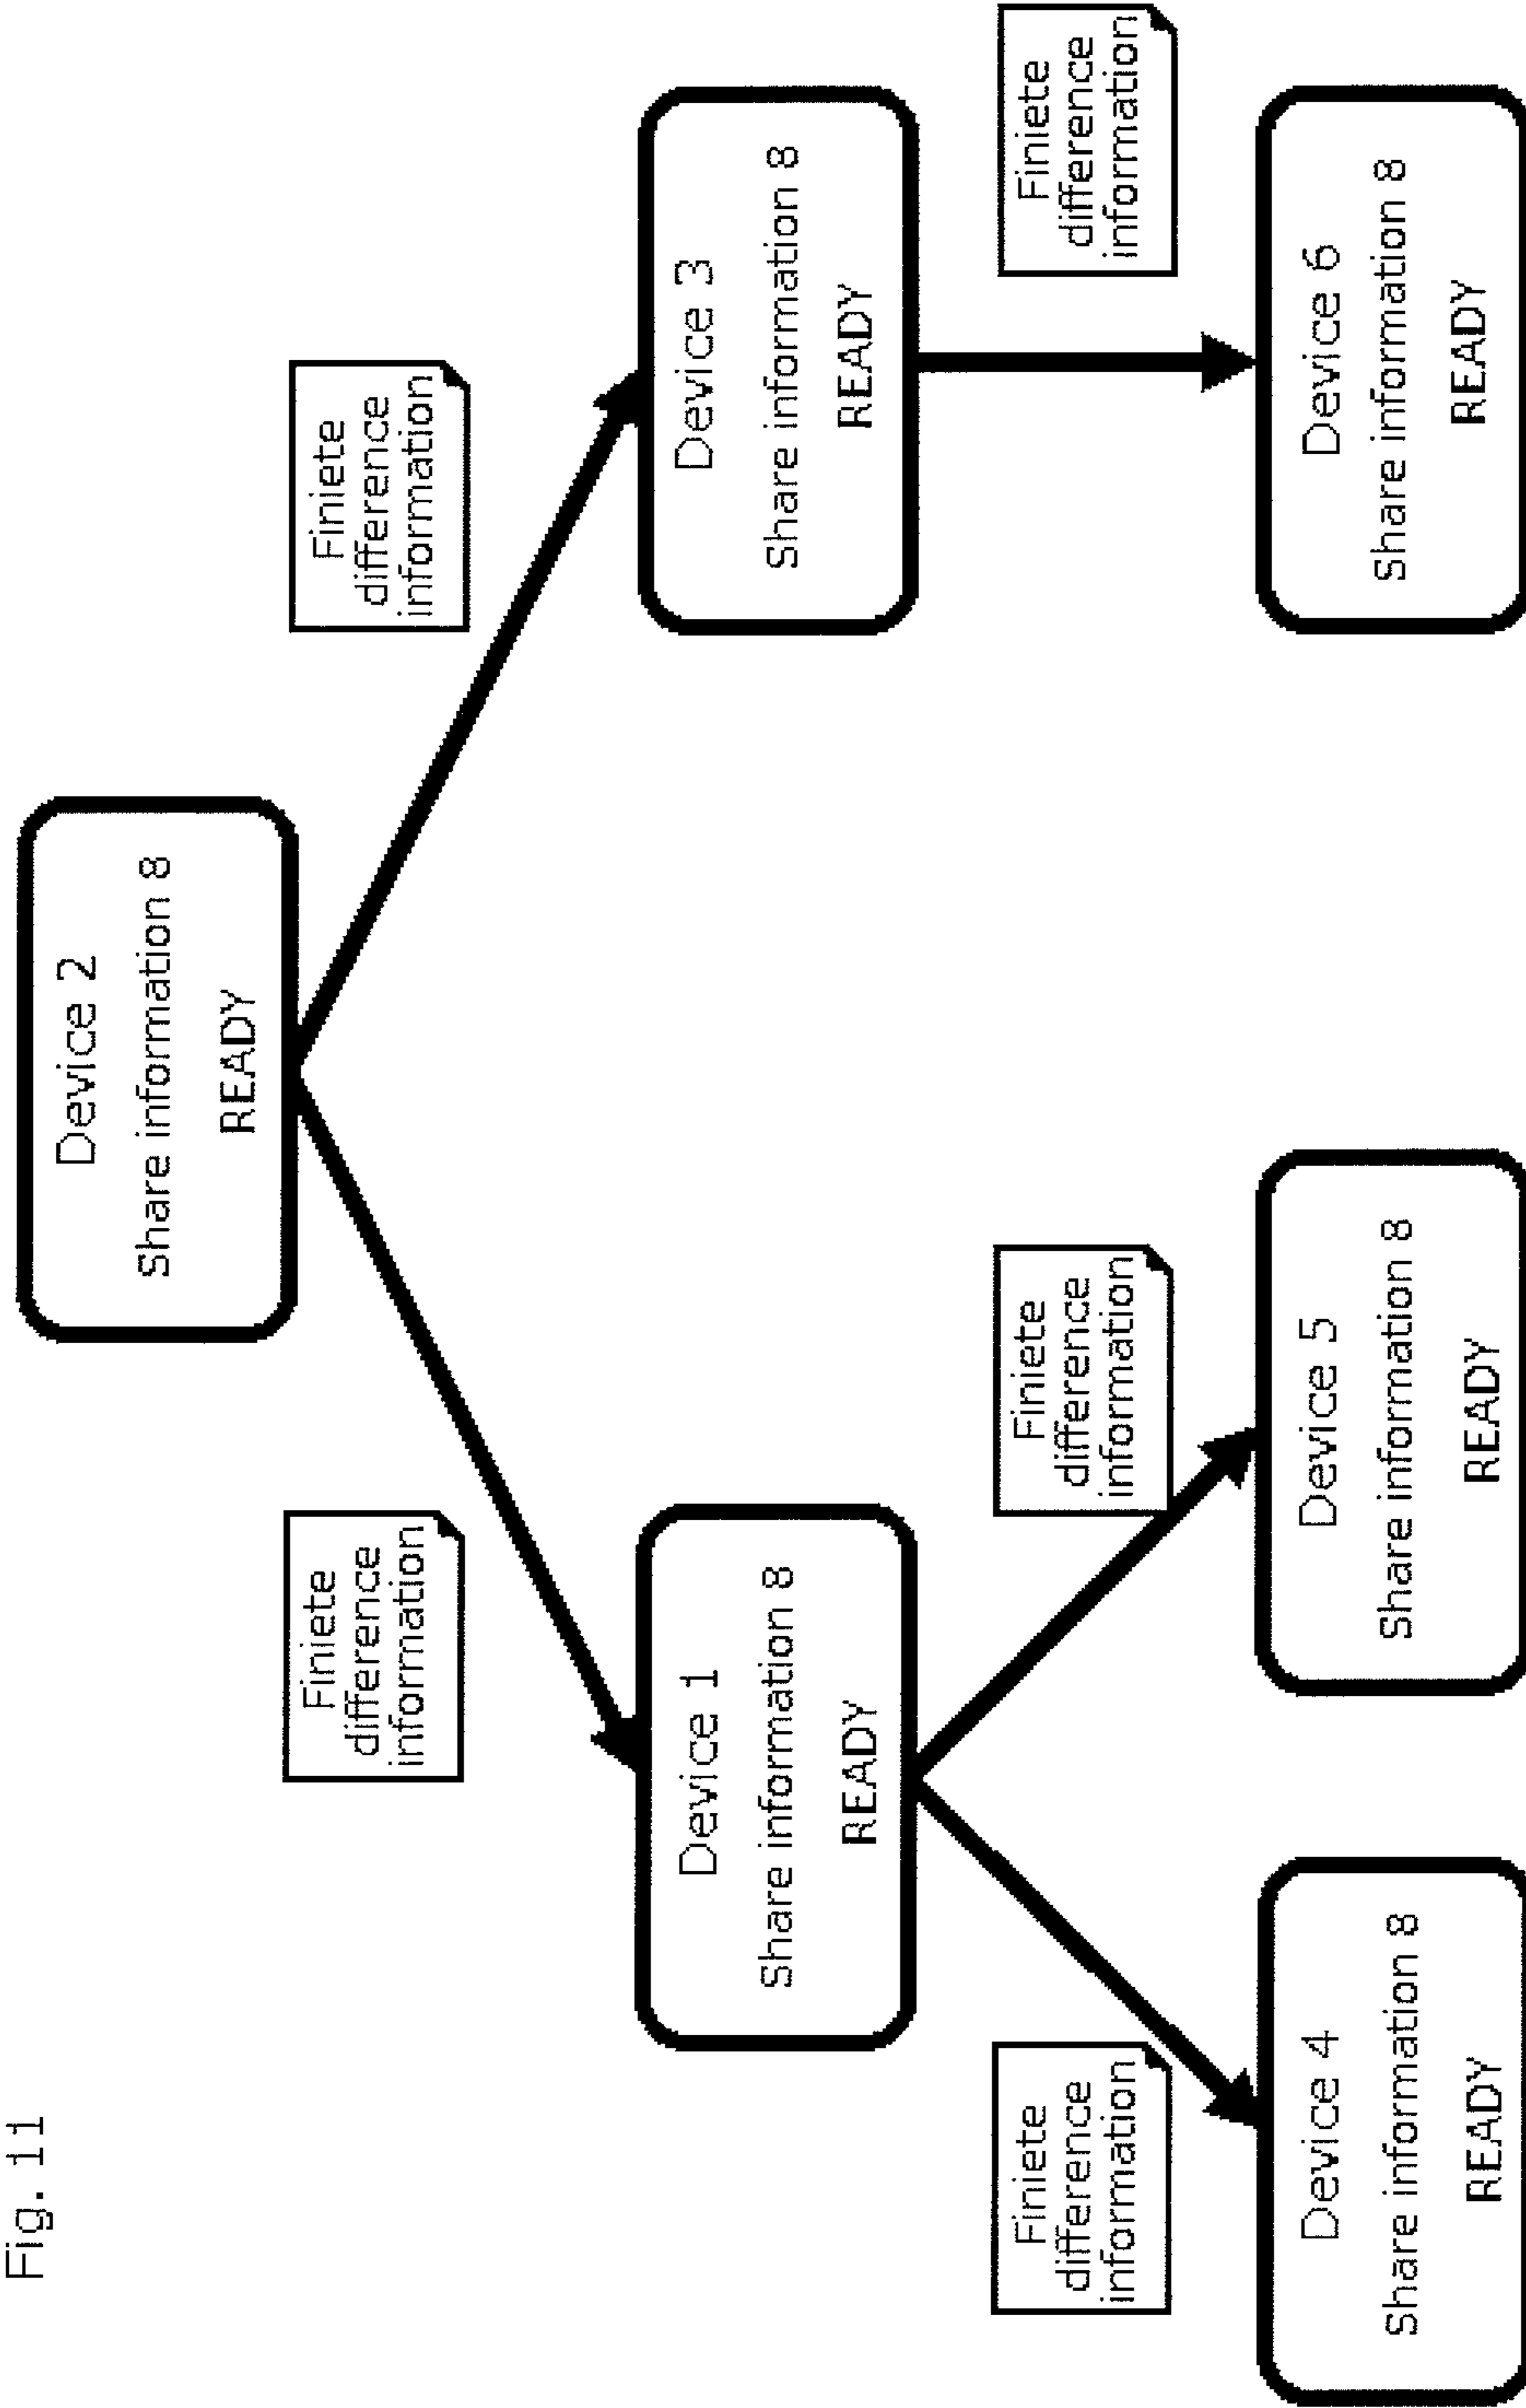 Fig. 11
Device 2
Share information 8
READY
Finiete
difference
information
Finiete
difference
information
Device 1
Share information 8
READY
Device 3
Share information 8
READY
Finiete
difference
information
Finiete
difference
information
Finiete
difference
information
Device 4
Share information 8
READY
Device 5
Share information 8
READY
Device 6
Share information 8
READY